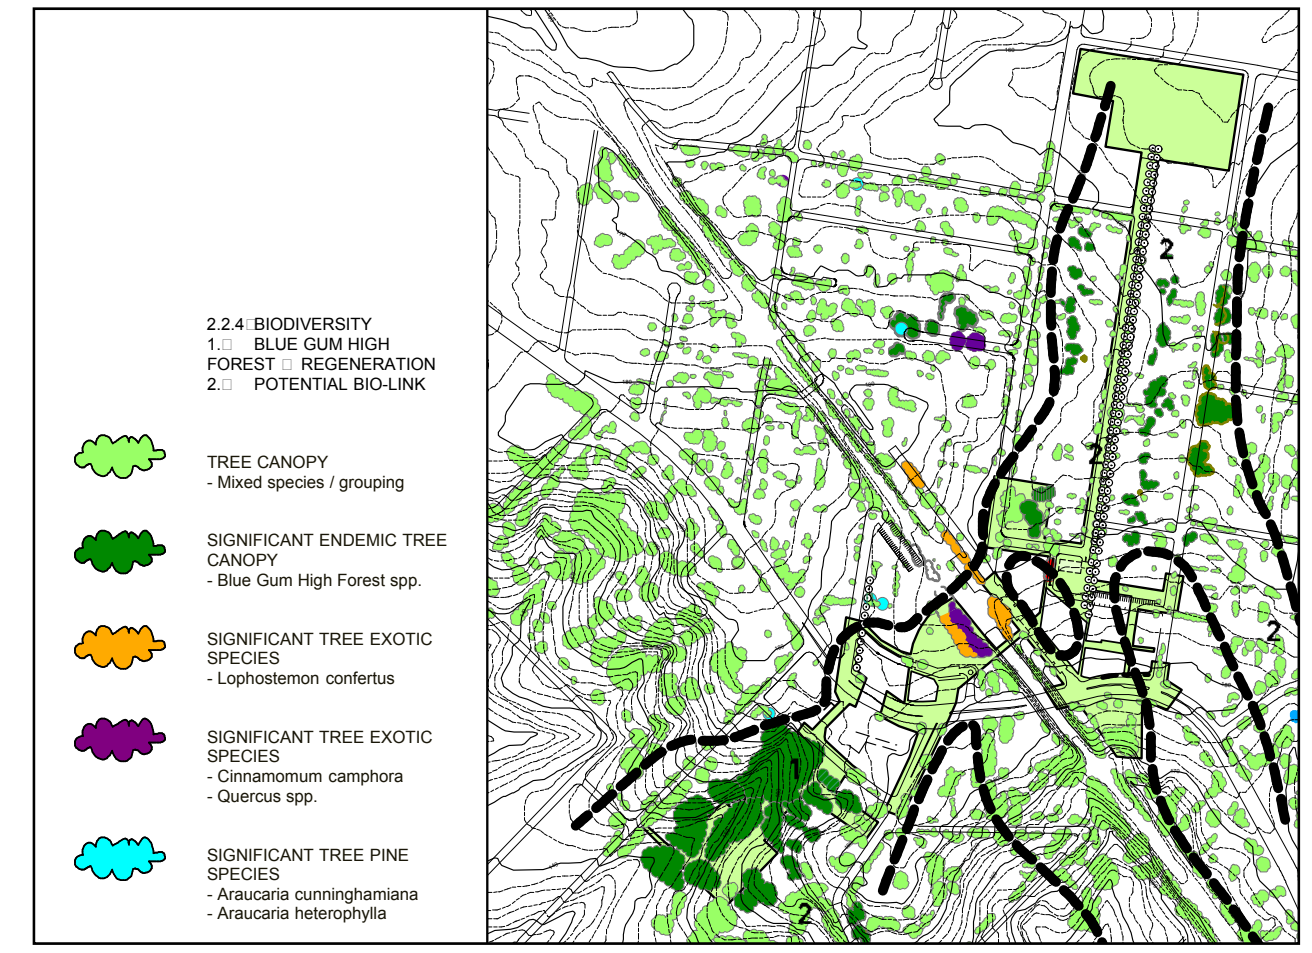 2.2.4 BIODIVERSITY
1. BLUE GUM HIGH
FOREST REGENERATION
2. POTENTIAL BIO-LINK
TREE CANOPY
- Mixed species / grouping
SIGNIFICANT ENDEMIC TREE
CANOPY
- Blue Gum High Forest spp.
SIGNIFICANT TREE EXOTIC
SPECIES
- Lophostemon confertus
SIGNIFICANT TREE EXOTIC
SPECIES
- Cinnamomum camphora
- Quercus spp.
SIGNIFICANT TREE PINE
SPECIES
- Araucaria cunninghamiana
- Araucaria heterophylla
2
2
2
1
2